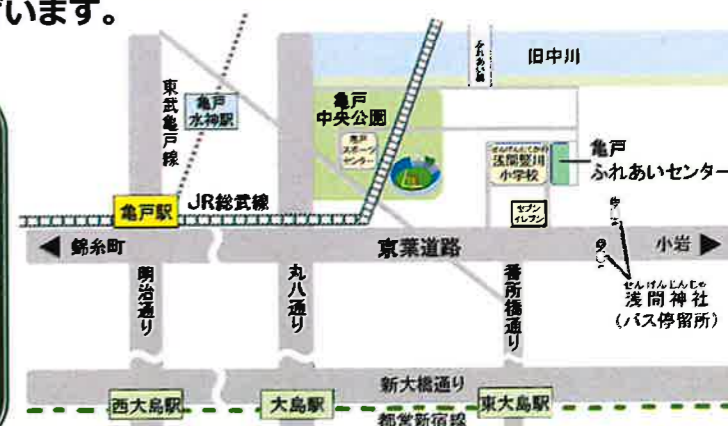 います。
旧中川
ふれあい橋
東武亀戸線
亀戸
水神駅
亀戸
中央公園
亀戸
スポーツ
センター
せんげんたてかわ
浅間竪川
小学校
亀戸
ふれあいセンター
亀戸駅
JR総武線
セブン
イレブン
錦糸町
京葉道路
小岩
明治通り
丸八通り
番所橋通り
せんげんじんじゃ
浅間神社
(バス停留所)
新大橋通り
西大島駅
大島駅
東大島駅
都営新宿線